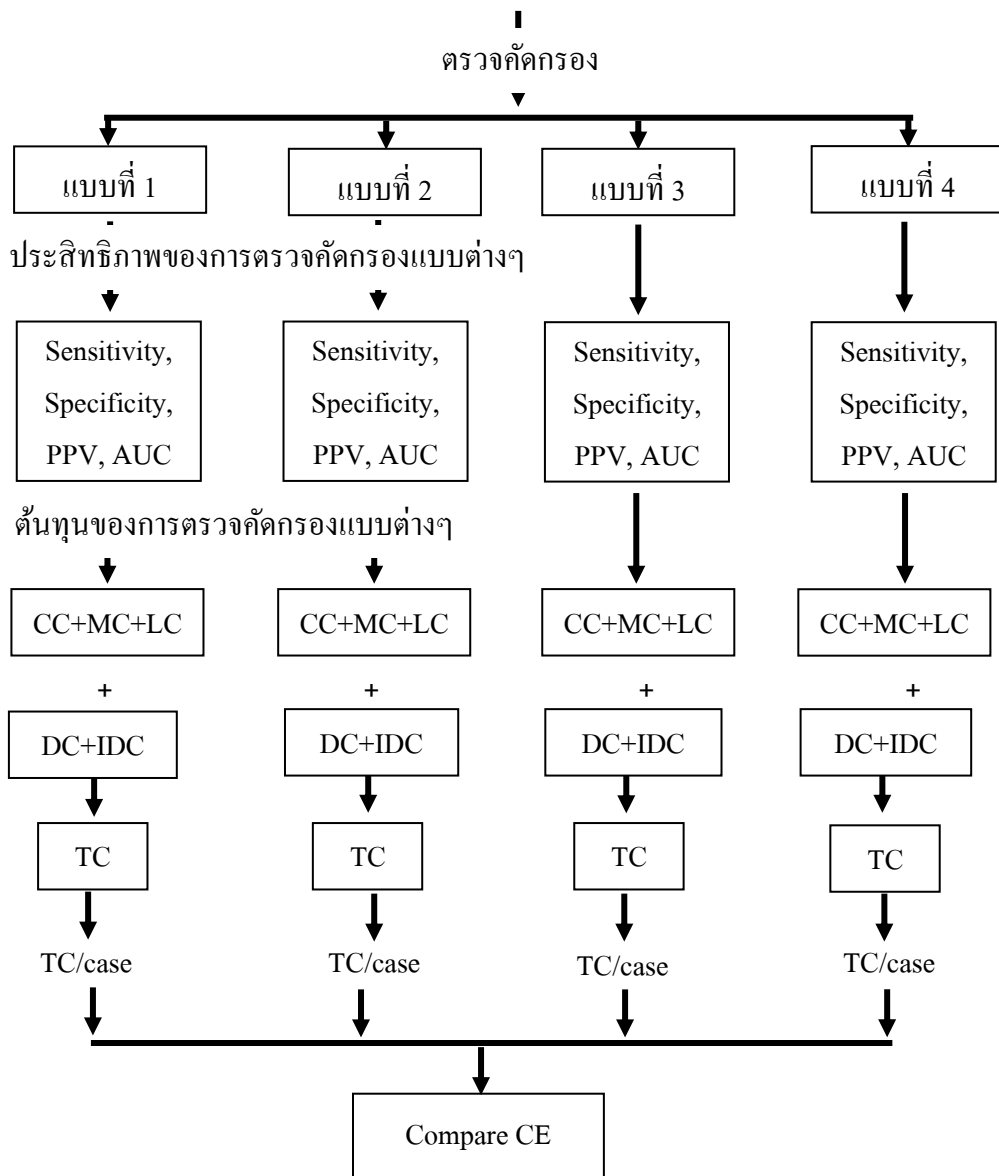 ตรวจคัดกรอง
แบบที่ 1 แบบที่ 2 แบบที่ 3 แบบที่ 4
ประสิทธิภาพของการตรวจคัดกรองแบบต่างๆ
Sensitivity, Sensitivity, Sensitivity, Sensitivity,
Specificity, Specificity, Specificity, Specificity,
PPV, AUC PPV, AUC PPV, AUC PPV, AUC
ต้นทุนของการตรวจคัดกรองแบบต่างๆ
CC+MC+LC CC+MC+LC CC+MC+LC CC+MC+LC
+ + + +
DC+IDC DC+IDC DC+IDC DC+IDC
TC TC TC TC
TC/case TC/case TC/case TC/case
Compare CE